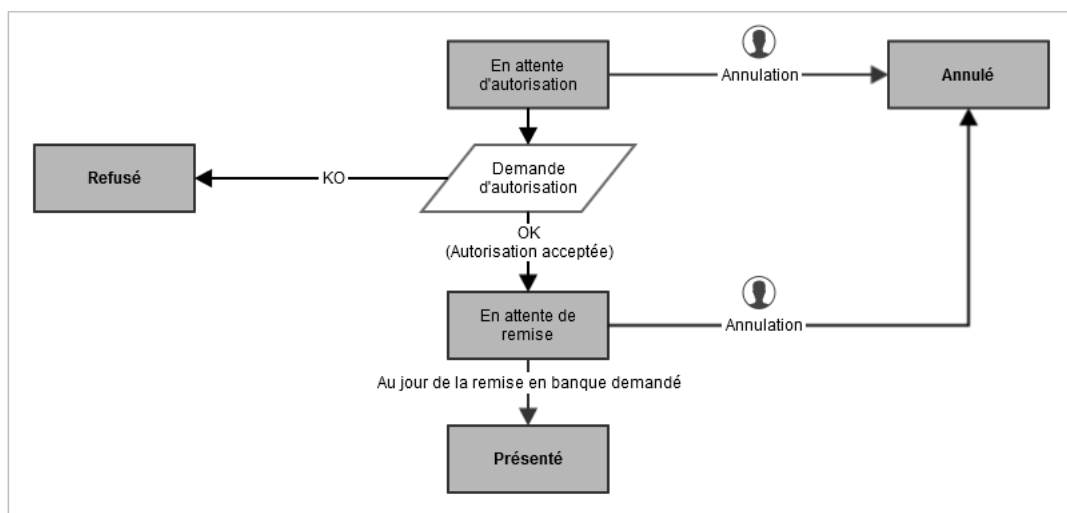 En attente
d'autorisation
Annulation
Annulé
Refusé
KO
Demande
d'autorisation
OK
(Autorisation acceptée)
En attente de
remise
Annulation
Au jour de la remise en banque demandé
Présenté